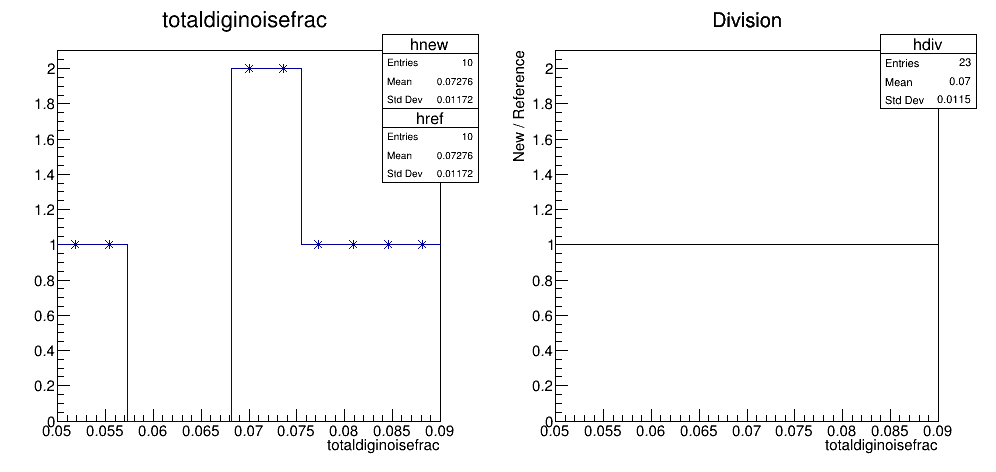 totaldiginoisefrac
hnew
Entries 10
Mean 0.07276
Std Dev 0.01172
href
Entries 10
Mean 0.07276
Std Dev 0.01172
2
1.8
1.6
1.4
1.2
1
0.8
0.6
0.4
0.2
0
0.05 0.055 0.06 0.065 0.07 0.075 0.08 0.085 0.09
totaldiginoisefrac
Division
hdiv
Entries 23
Mean 0.07
Std Dev 0.0115
New / Reference
2
1.8
1.6
1.4
1.2
1
0.8
0.6
0.4
0.2
0
0.05 0.055 0.06 0.065 0.07 0.075 0.08 0.085 0.09
totaldiginoisefrac